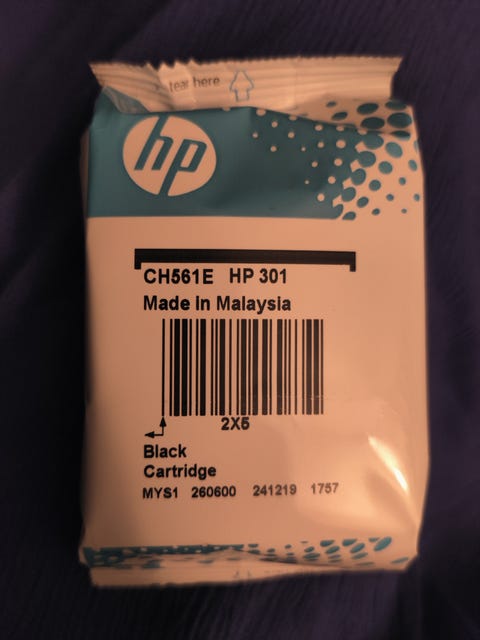 tear here
hp
CH561E HP 301
Made in Malaysia
2X5
Black
Cartridge
MYS1 260600 241219 1757